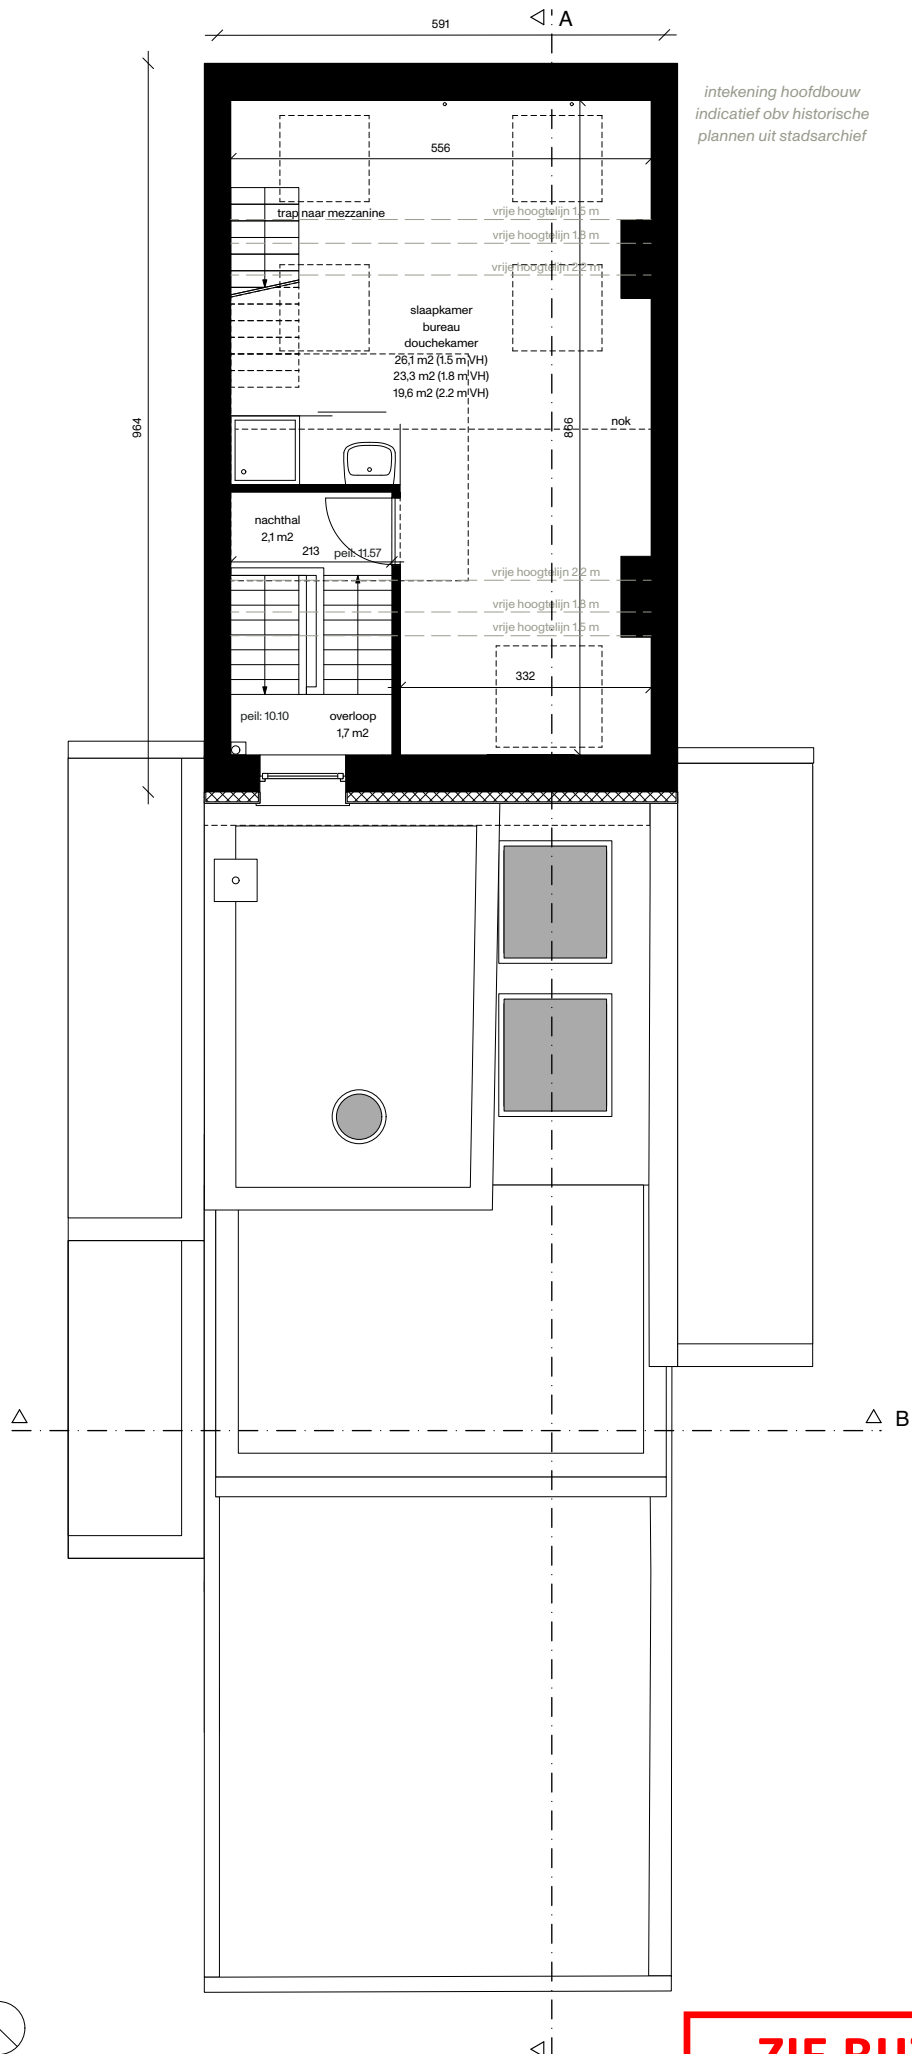 591
A
intekening hoofdbouw
indicatief obv historische
plannen uit stadsarchief
556
trap naar mezzanine
vrije hoogtelijn 1.5 m
vrije hoogtelijn 1.8 m
vrije hoogtelijn 2.2 m
slaapkamer
bureau
douchekamer
26,1 m2 (1.5 m VH)
23,3 m2 (1.8 m VH)
19,6 m2 (2.2 m VH)
964
866
nok
nachthal
2,1 m2
213
peil: 11.57
vrije hoogtelijn 2.2 m
vrije hoogtelijn 1.8 m
vrije hoogtelijn 1.5 m
332
peil: 10.10
overloop
1,7 m2
B
ZIE